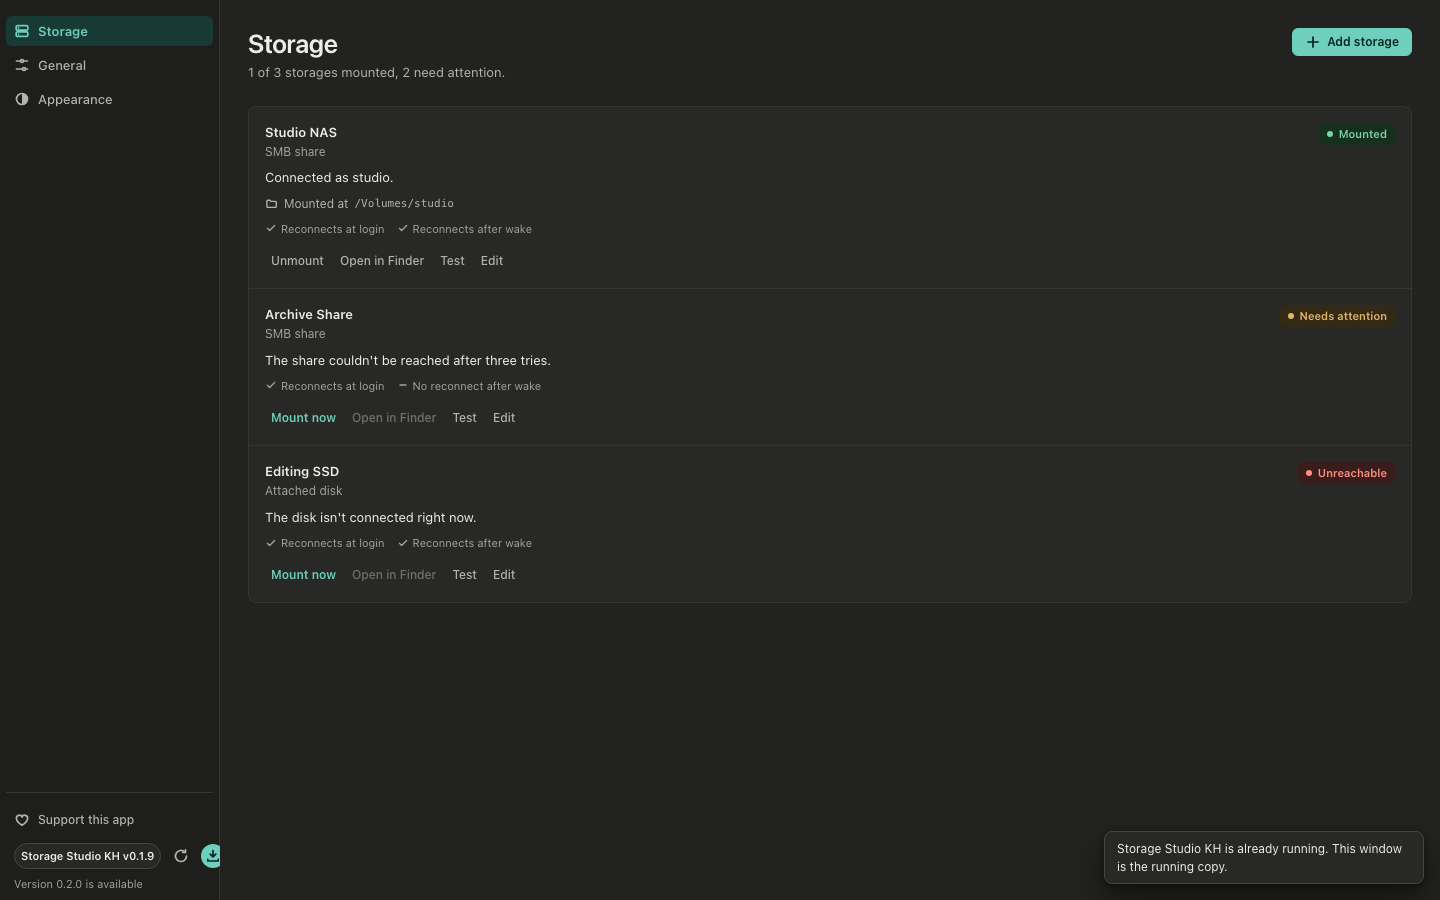 Storage
General
Appearance
Support this app
Storage Studio KH v0.1.9
Version 0.2.0 is available
Storage
1 of 3 storages mounted, 2 need attention.
Add storage
Studio NAS
Mounted
SMB share
Connected as studio.
Mounted at /Volumes/studio
Reconnects at login Reconnects after wake
Unmount Open in Finder Test Edit
Archive Share
Needs attention
SMB share
The share couldn't be reached after three tries.
Reconnects at login No reconnect after wake
Mount now Open in Finder Test Edit
Editing SSD
Unreachable
Attached disk
The disk isn't connected right now.
Reconnects at login Reconnects after wake
Mount now Open in Finder Test Edit
Storage Studio KH is already running. This window
is the running copy.